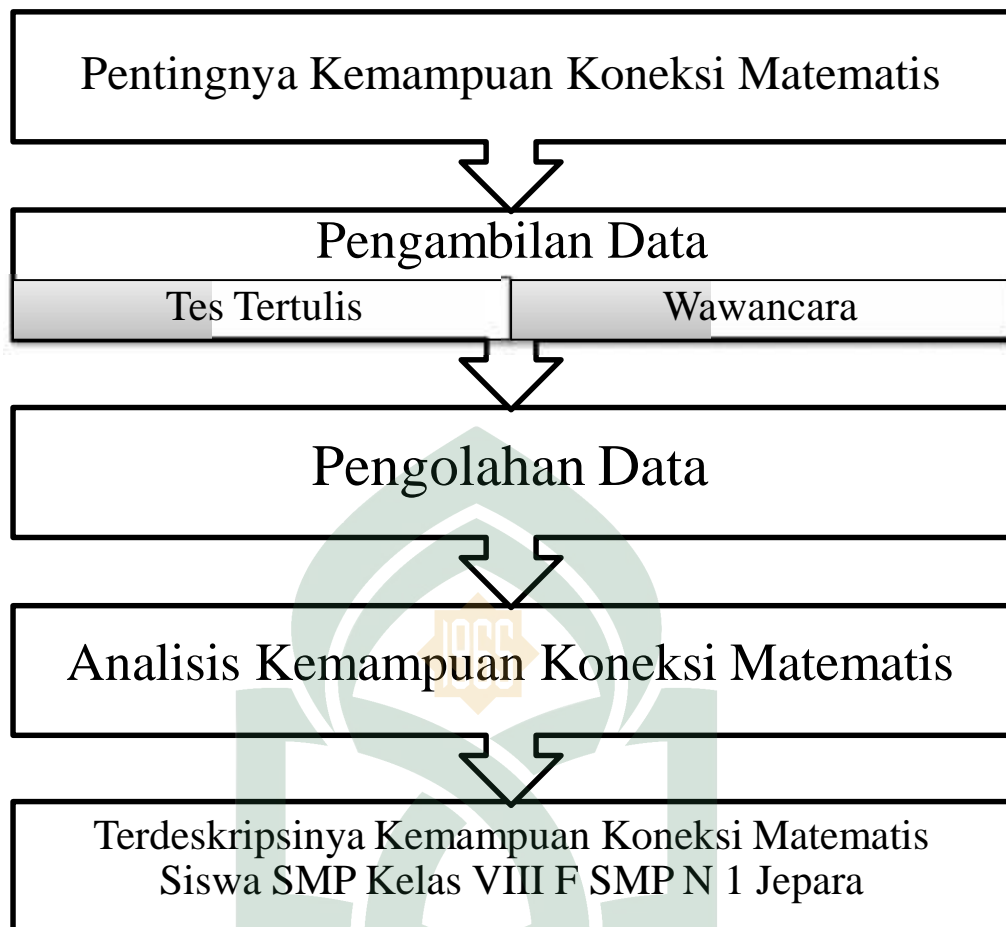 Pentingnya Kemampuan Koneksi Matematis
Pengambilan Data
Tes Tertulis
Wawancara
Pengolahan Data
1966
Analisis Kemampuan Koneksi Matematis
Terdeskripsinya Kemampuan Koneksi Matematis
Siswa SMP Kelas VIII F SMP N 1 Jepara